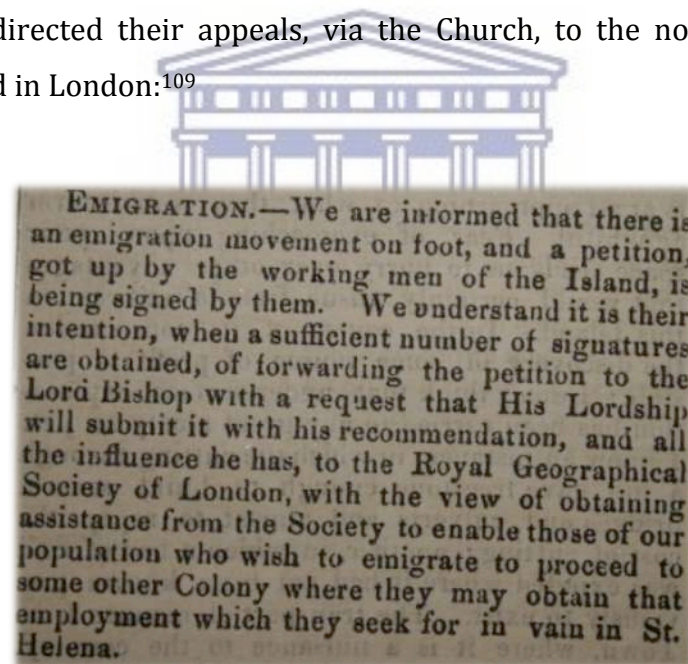 directed their appeals, via the Church, to the no
d in London:109
EMIGRATION.—We are informed that there is
an emigration movement on foot, and a petition,
got up by the working men of the Island, is
being signed by them. We understand it is their
intention, when a sufficient number of signatures
are obtained, of forwarding the petition to the
Lord Bishop with a request that His Lordship
will submit it with his recommendation, and all
the influence he has, to the Royal Geographical
Society of London, with the view of obtaining
assistance from the Society to enable those of our
population who wish to emigrate to proceed to
some other Colony where they may obtain that
employment which they seek for in vain in St.
Helena.